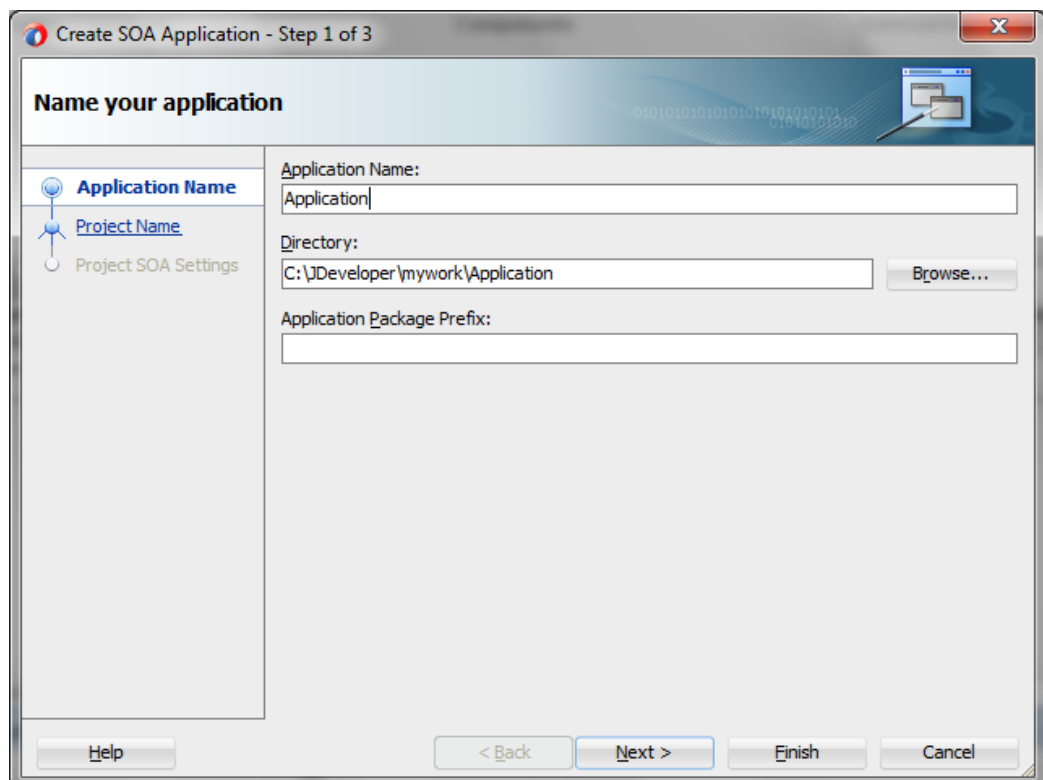 Create SOA Application - Step 1 of 3
Name your application
Application Name
Project Name
Project SOA Settings
Application Name:
Application
Directory:
C:\JDeveloper\mywork\Application
Browse...
Application Package Prefix:
Help
< Back
Next >
Finish
Cancel